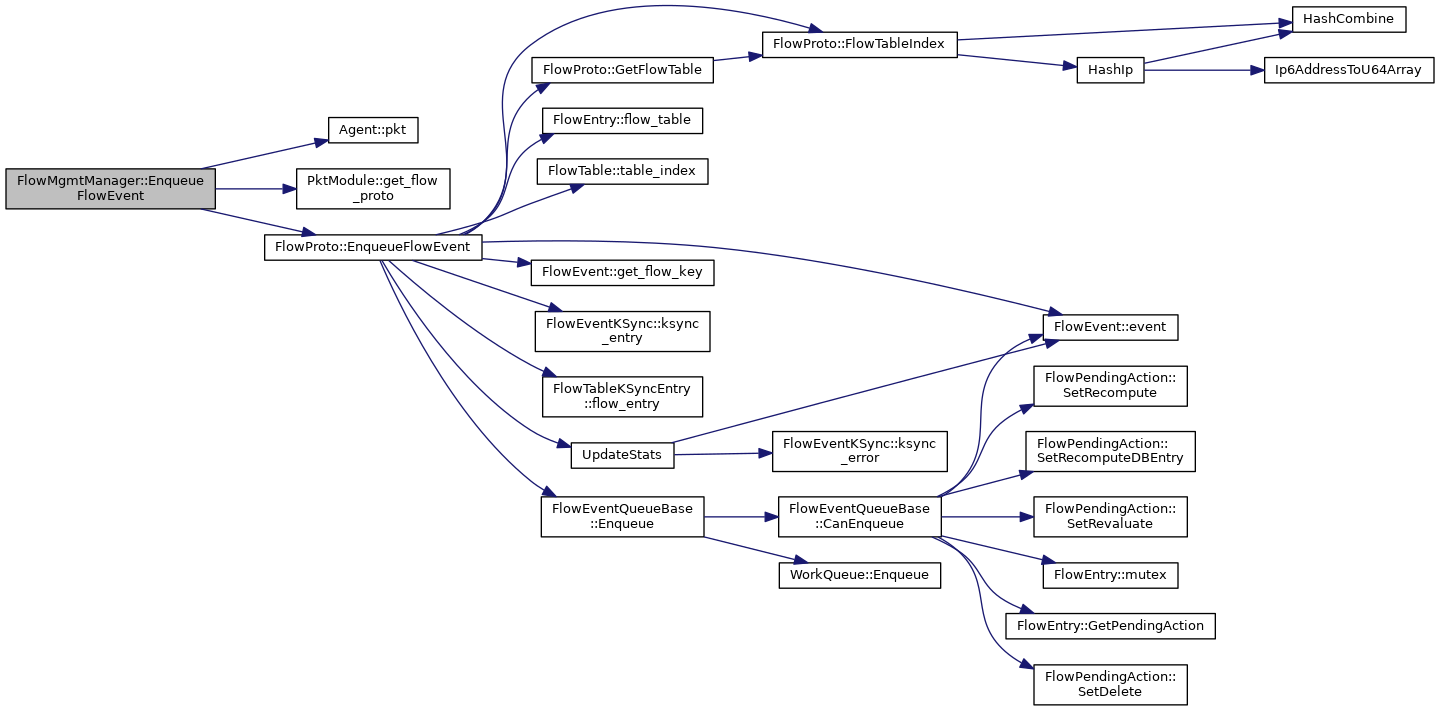 FlowMgmtManager::Enqueue
FlowEvent
Agent::pkt
PktModule::get_flow
_proto
FlowProto::EnqueueFlowEvent
FlowProto::GetFlowTable
FlowEntry::flow_table
FlowTable::table_index
FlowEvent::get_flow_key
FlowEventKSync::ksync
_entry
FlowTableKSyncEntry
::flow_entry
UpdateStats
FlowEventQueueBase
::Enqueue
FlowProto::FlowTableIndex
FlowEventKSync::ksync
_error
FlowEventQueueBase
::CanEnqueue
WorkQueue::Enqueue
HashIp
FlowEvent::event
FlowPendingAction::
SetRecompute
FlowPendingAction::
SetRecomputeDBEntry
FlowPendingAction::
SetRevaluate
FlowEntry::mutex
FlowEntry::GetPendingAction
FlowPendingAction::
SetDelete
HashCombine
Ip6AddressToU64Array